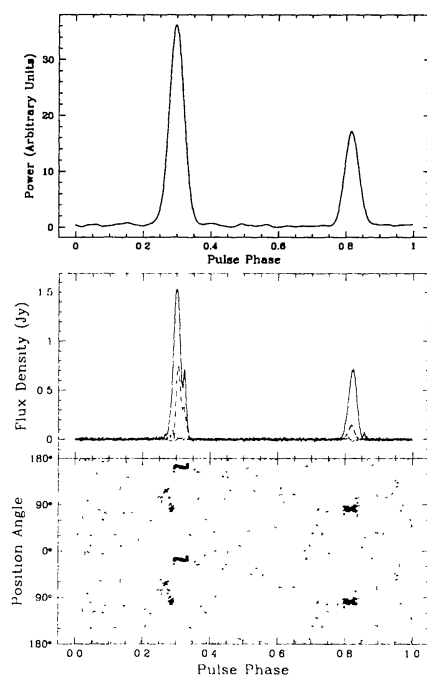 Power (Arbitrary Units)
30
20
10
0
0 0.2 0.4 0.6 0.8 1
Pulse Phase
Flux Density (Jy)
1.5
1
0.5
0
Position Angle
180°
90°
0°
90°
180°
0.0 0.2 0.4 0.6 0.8 1.0
Pulse Phase